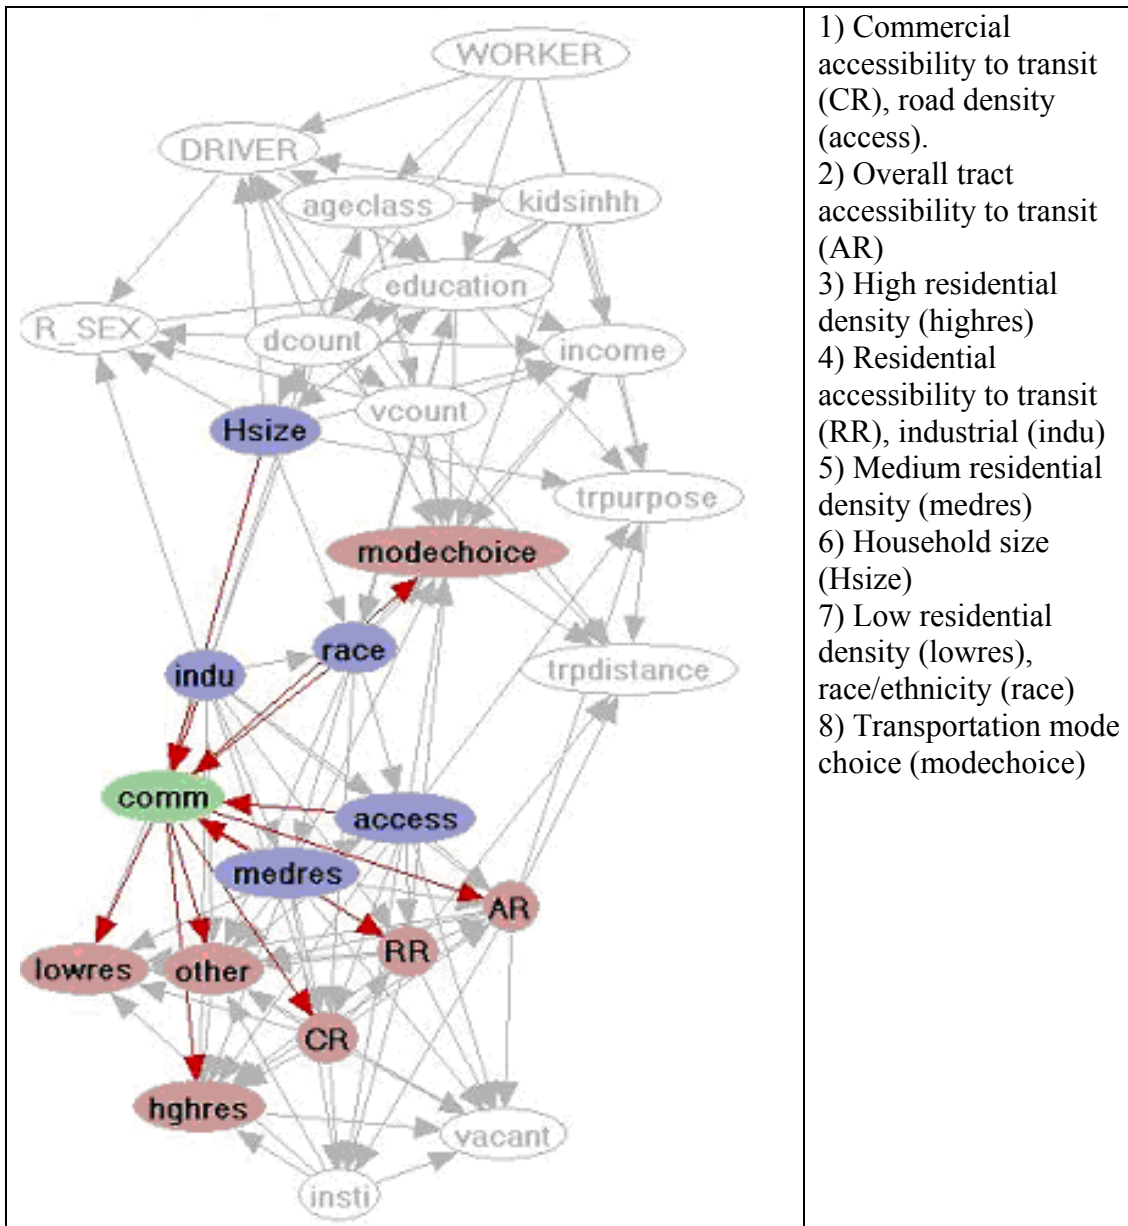 WORKER
DRIVER
ageclass
kidsinhh
education
R_SEX
dcount
income
vcount
Hsize
trpurpose
modechoice
race
indu
trpdistance
comm
access
medres
AR
RR
lowres
other
CR
hghres
vacant
insti
1) Commercial
accessibility to transit
(CR), road density
(access).
2) Overall tract
accessibility to transit
(AR)
3) High residential
density (highres)
4) Residential
accessibility to transit
(RR), industrial (indu)
5) Medium residential
density (medres)
6) Household size
(Hsize)
7) Low residential
density (lowres),
race/ethnicity (race)
8) Transportation mode
choice (modechoice)